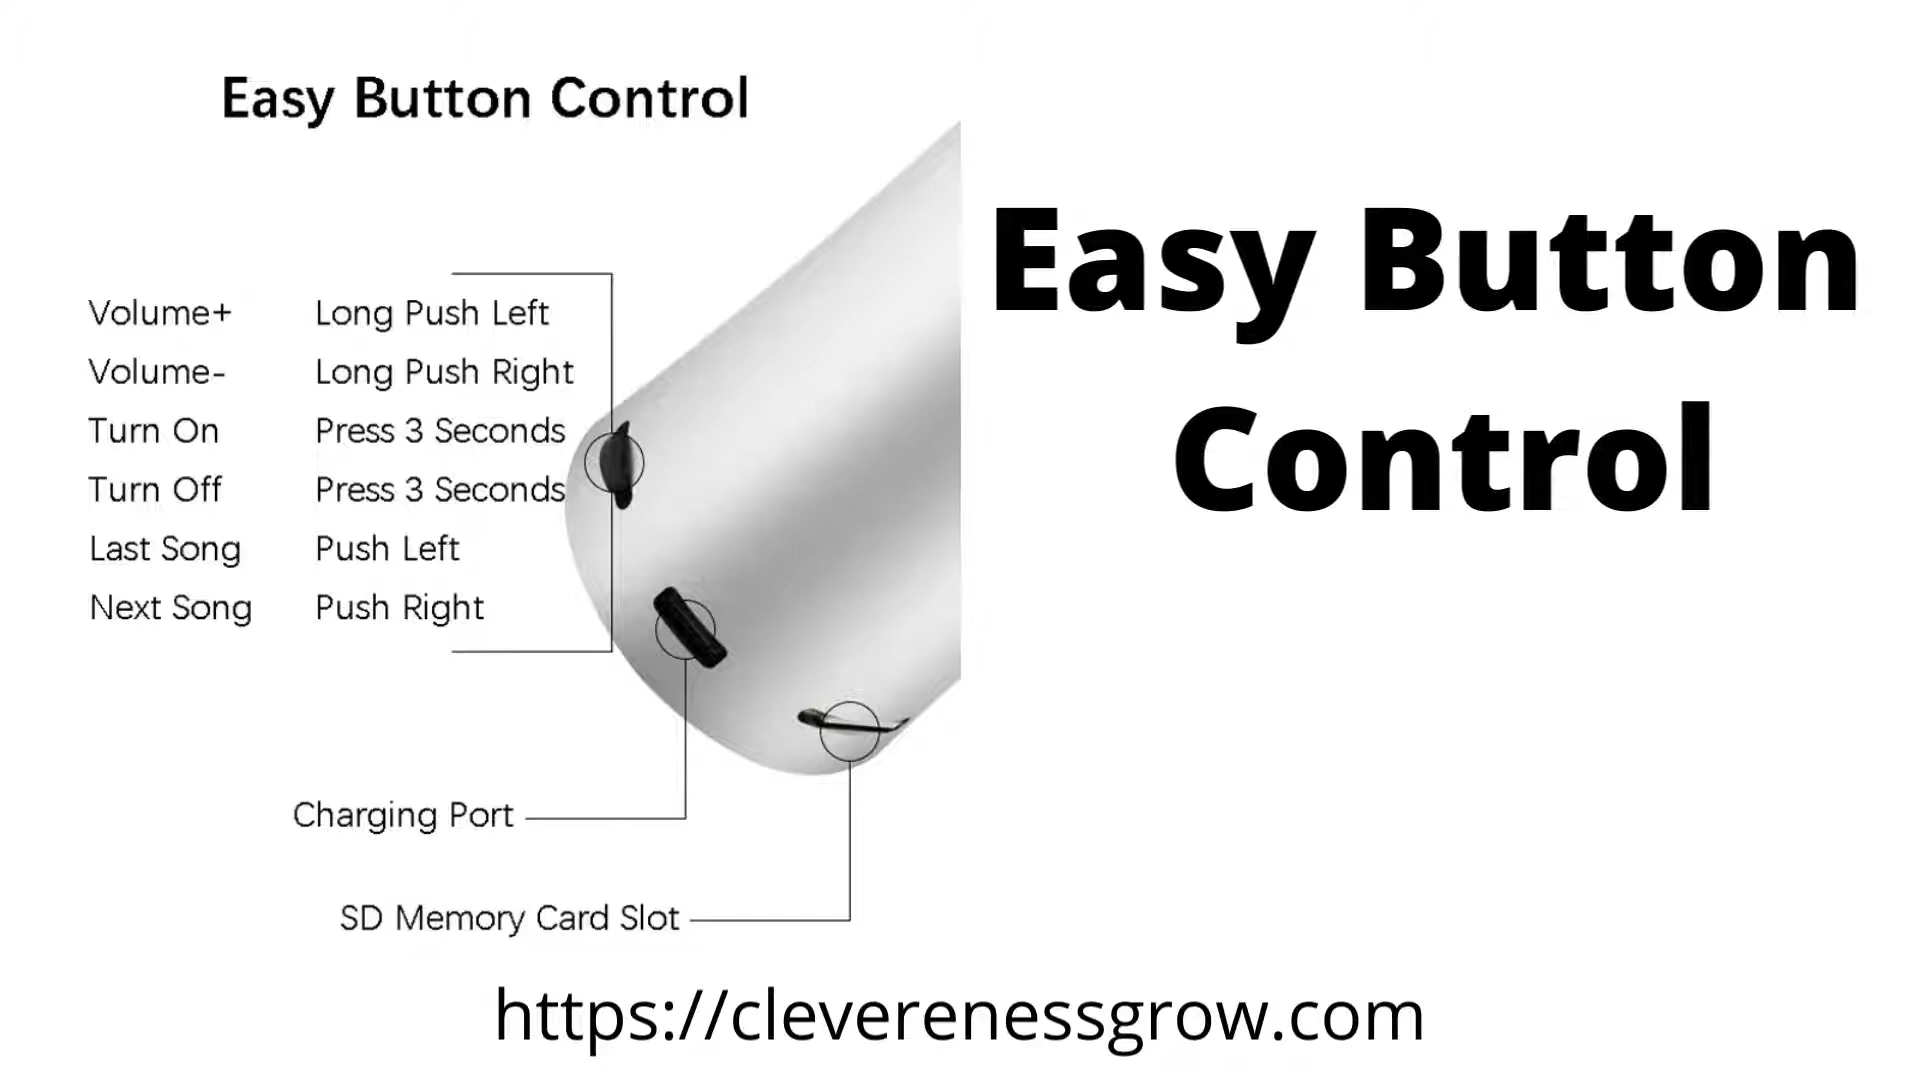 Easy Button Control
Volume+ Long Push Left
Volume- Long Push Right
Turn On Press 3 Seconds
Turn Off Press 3 Seconds
Last Song Push Left
Next Song Push Right
Charging Port
SD Memory Card Slot
Easy Button
Control
https://cleverenessgrow.com